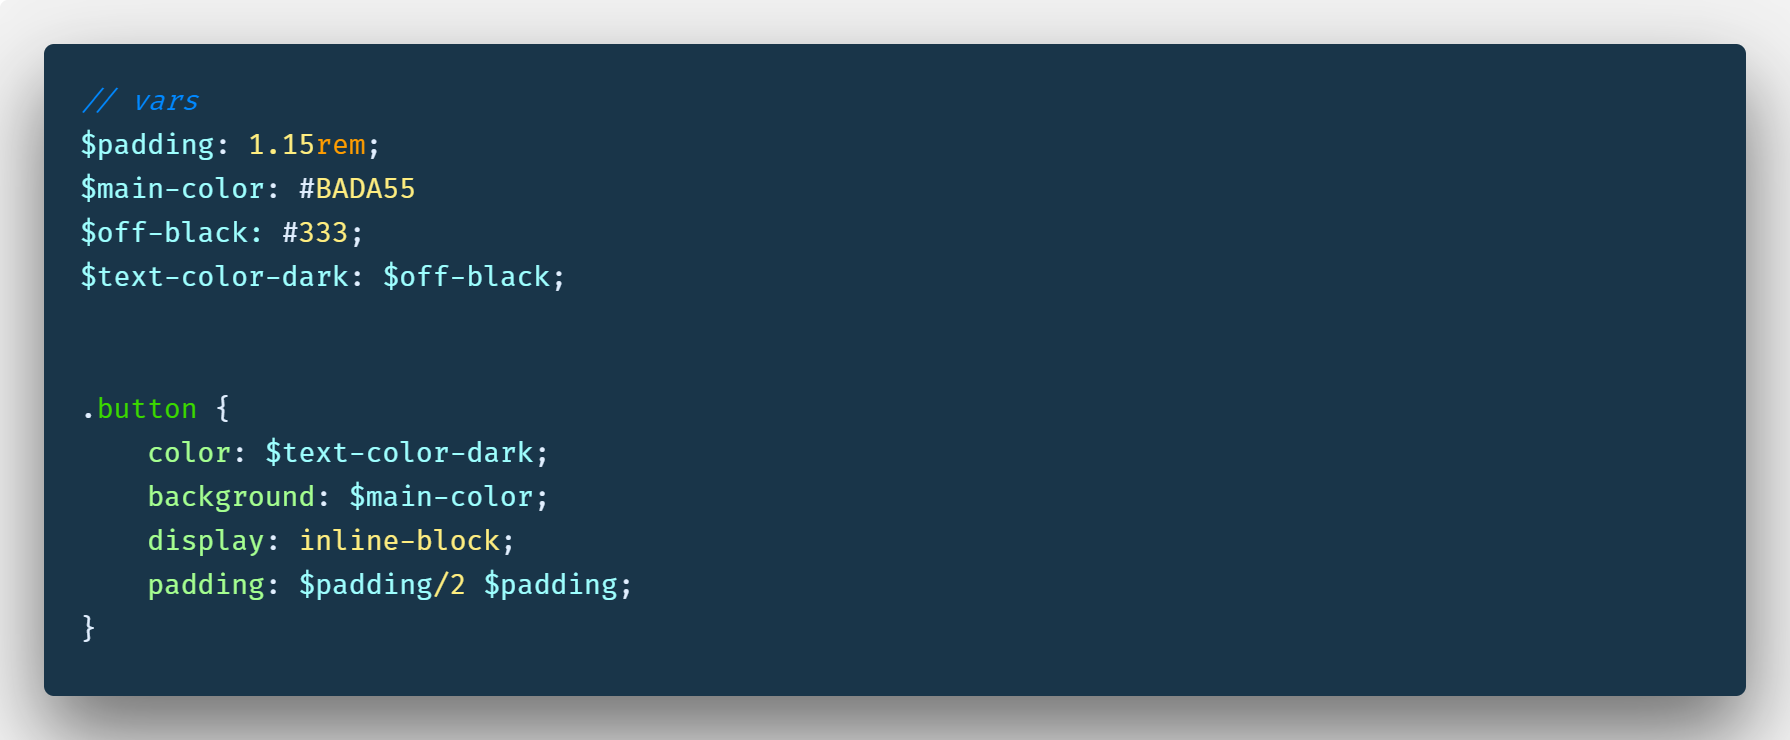 // vars
$padding: 1.15rem;
$main-color: #BADA55
$off-black: #333;
$text-color-dark: $off-black;
.button {
    color: $text-color-dark;
    background: $main-color;
    display: inline-block;
    padding: $padding/2 $padding;
}